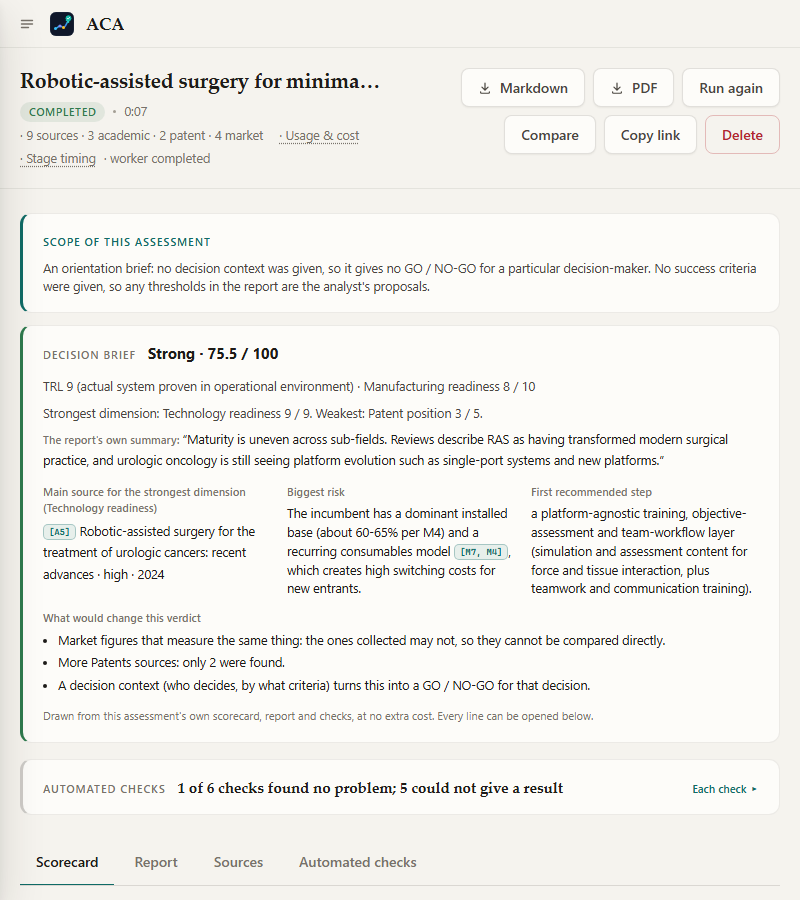 ACA
Robotic-assisted surgery for minima…
Markdown
PDF
Run again
COMPLETED · 0:07
Compare
Copy link
Delete
· 9 sources · 3 academic · 2 patent · 4 market · Usage & cost
· Stage timing · worker completed
SCOPE OF THIS ASSESSMENT
An orientation brief: no decision context was given, so it gives no GO / NO-GO for a particular decision-maker. No success criteria
were given, so any thresholds in the report are the analyst's proposals.
DECISION BRIEF Strong · 75.5 / 100
TRL 9 (actual system proven in operational environment) · Manufacturing readiness 8 / 10
Strongest dimension: Technology readiness 9 / 9. Weakest: Patent position 3 / 5.
The report's own summary: “Maturity is uneven across sub-fields. Reviews describe RAS as having transformed modern surgical
practice, and urologic oncology is still seeing platform evolution such as single-port systems and new platforms.”
Main source for the strongest dimension
(Technology readiness)
[A5] Robotic-assisted surgery for the
treatment of urologic cancers: recent
advances · high · 2024
Biggest risk
The incumbent has a dominant installed
base (about 60-65% per M4) and a
recurring consumables model [M7, M4],
which creates high switching costs for
new entrants.
First recommended step
a platform-agnostic training, objective-
assessment and team-workflow layer
(simulation and assessment content for
force and tissue interaction, plus
teamwork and communication training).
What would change this verdict
• Market figures that measure the same thing: the ones collected may not, so they cannot be compared directly.
• More Patents sources: only 2 were found.
• A decision context (who decides, by what criteria) turns this into a GO / NO-GO for that decision.
Drawn from this assessment's own scorecard, report and checks, at no extra cost. Every line can be opened below.
AUTOMATED CHECKS 1 of 6 checks found no problem; 5 could not give a result
Each check ▸
Scorecard
Report
Sources
Automated checks